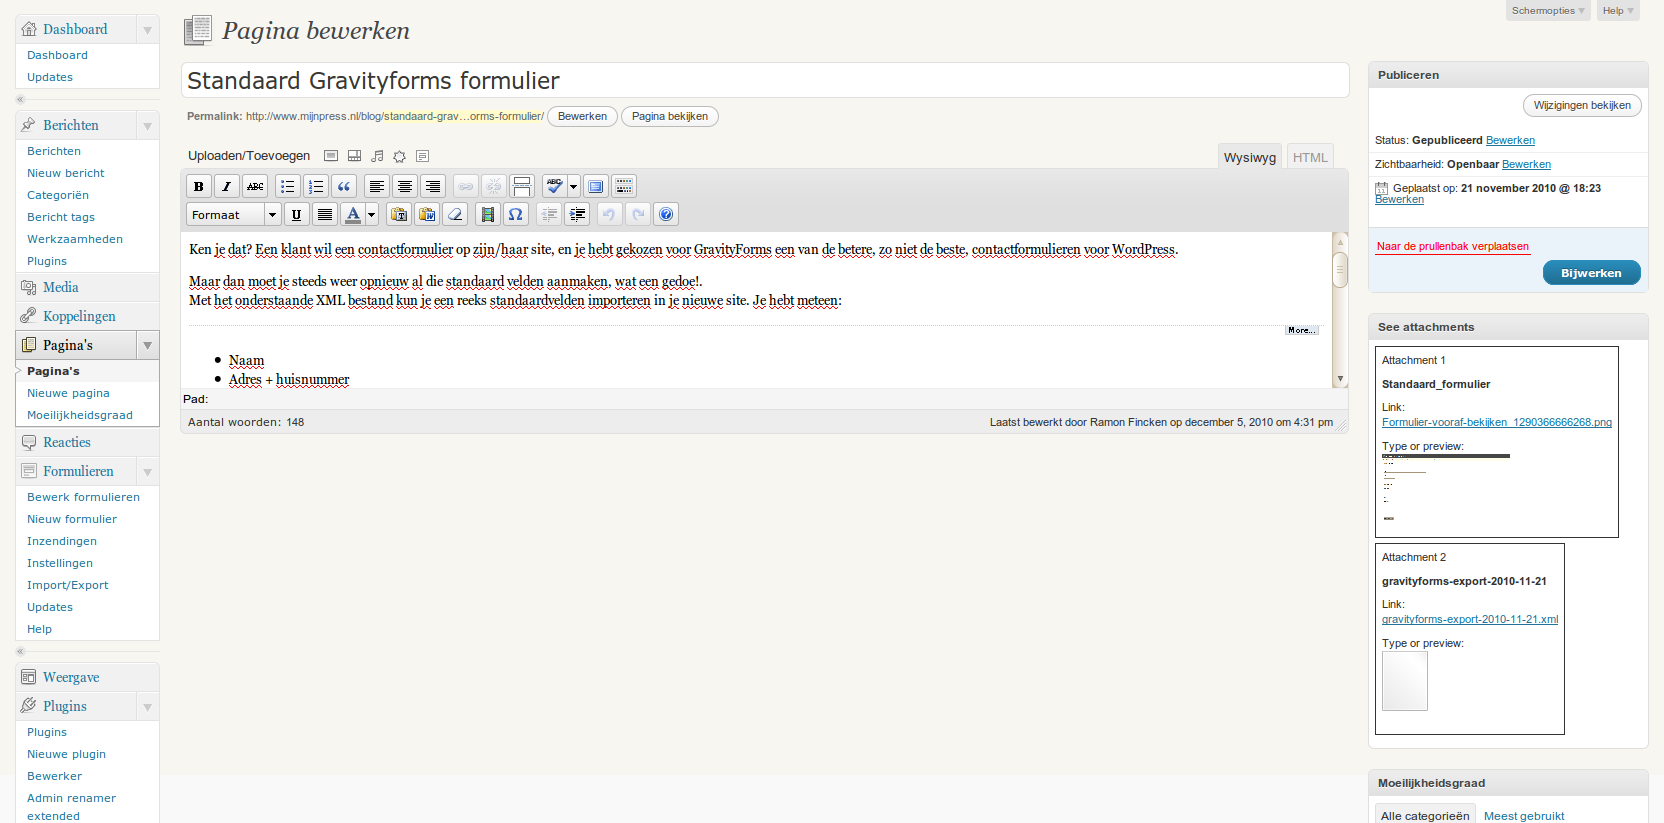 Schermopties
Help
Dashboard
Dashboard
Updates
Berichten
Berichten
Nieuw bericht
Categoriën
Bericht tags
Werkzaamheden
Plugins
Media
Koppelingen
Pagina's
Pagina's
Nieuwe pagina
Moeilijkheidsgraad
Reacties
Formulieren
Bewerk formulieren
Nieuw formulier
Inzendingen
Instellingen
Import/Export
Updates
Help
Weergave
Plugins
Plugins
Nieuwe plugin
Bewerker
Admin renamer
extended
Pagina bewerken
Standaard Gravityforms formulier
Permalink: http://www.mijnpress.nl/blog/standaard-grav…orms-formulier/ Bewerken Pagina bekijken
Uploaden/Toevoegen
Wysiwyg HTML
B I ABC ABC
Formaat U A T W Ω ?
Ken je dat? Een klant wil een contactformulier op zijn/haar site, en je hebt gekozen voor GravityForms een van de betere, zo niet de beste, contactformulieren voor WordPress.
Maar dan moet je steeds weer opnieuw al die standaard velden aanmaken, wat een gedoe!.
Met het onderstaande XML bestand kun je een reeks standaardvelden importeren in je nieuwe site. Je hebt meteen:
More...
Naam
Adres + huisnummer
Pad:
Aantal woorden: 148
Laatst bewerkt door Ramon Fincken op december 5, 2010 om 4:31 pm
Publiceren
Wijzigingen bekijken
Status: Gepubliceerd Bewerken
Zichtbaarheid: Openbaar Bewerken
Geplaatst op: 21 november 2010 @ 18:23
Bewerken
Naar de prullenbak verplaatsen
Bijwerken
See attachments
Attachment 1
Standaard_formulier
Link:
Formulier-vooraf-bekijken_1290366666268.png
Type or preview:
Attachment 2
gravityforms-export-2010-11-21
Link:
gravityforms-export-2010-11-21.xml
Type or preview:
Moeilijkheidsgraad
Alle categorieën Meest gebruikt